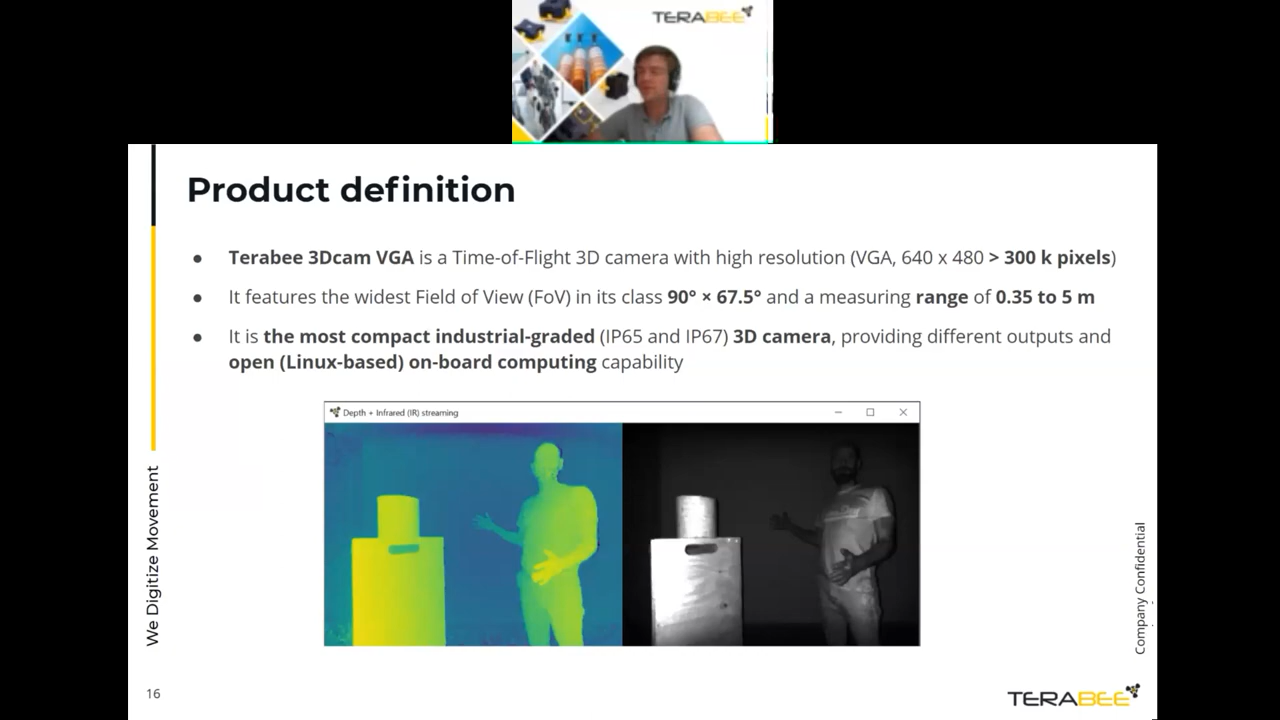 TERABEE
Product definition
● Terabee 3Dcam VGA is a Time-of-Flight 3D camera with high resolution (VGA, 640 x 480 > 300 k pixels)
● It features the widest Field of View (FoV) in its class 90° × 67.5° and a measuring range of 0.35 to 5 m
● It is the most compact industrial-graded (IP65 and IP67) 3D camera, providing different outputs and
open (Linux-based) on-board computing capability
Depth + Infrared (IR) streaming
We Digitize Movement
Company Confidential
16
TERABEE